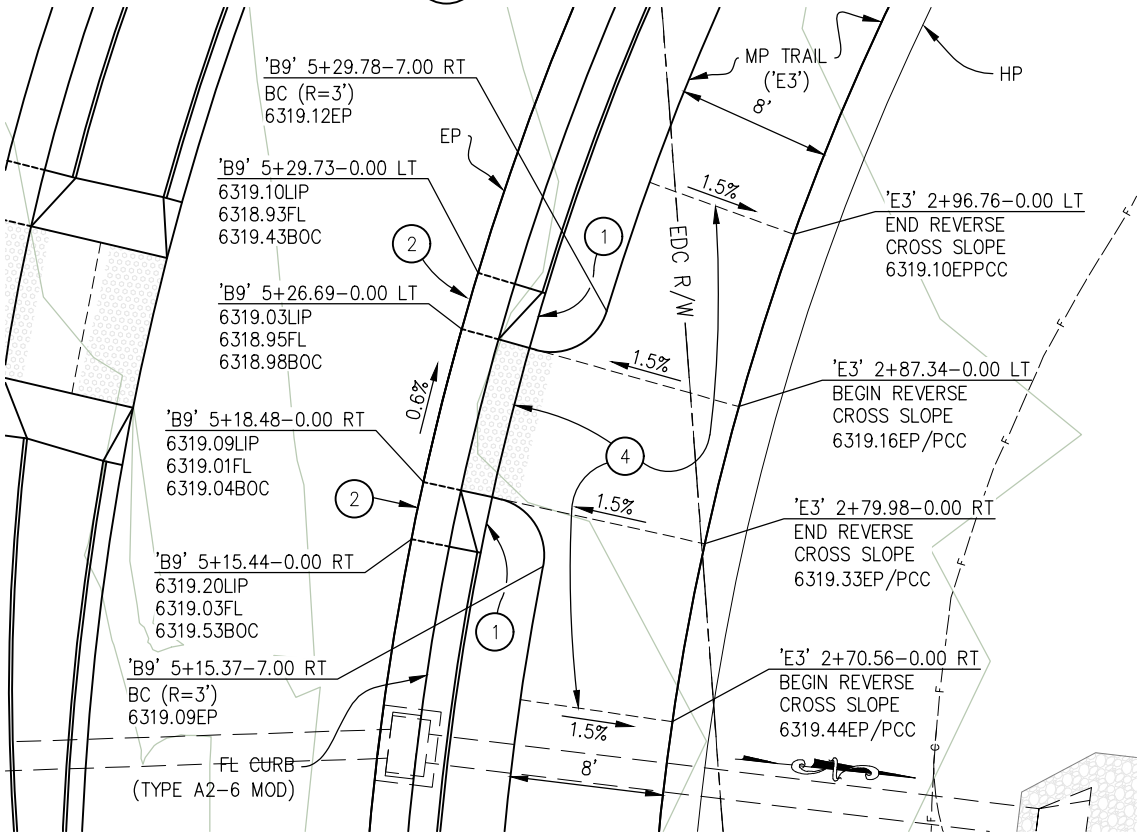 'B9' 5+29.78-7.00 RT
BC (R=3')
6319.12EP
EP
'B9' 5+29.73-0.00 LT
6319.10LIP
6318.93FL
6319.43BOC
2
'B9' 5+26.69-0.00 LT
6319.03LIP
6318.95FL
6318.98BOC
0.6%
'B9' 5+18.48-0.00 RT
6319.09LIP
6319.01FL
6319.04BOC
2
'B9' 5+15.44-0.00 RT
6319.20LIP
6319.03FL
6319.53BOC
'B9' 5+15.37-7.00 RT
BC (R=3')
6319.09EP
FL CURB
(TYPE A2-6 MOD)
MP TRAIL
('E3')
8'
HP
1.5%
1
EDC R/W
1.5%
4
1.5%
1
1.5%
8'
'E3' 2+96.76-0.00 LT
END REVERSE
CROSS SLOPE
6319.10EPPCC
'E3' 2+87.34-0.00 LT
BEGIN REVERSE
CROSS SLOPE
6319.16EP/PCC
'E3' 2+79.98-0.00 RT
END REVERSE
CROSS SLOPE
6319.33EP/PCC
'E3' 2+70.56-0.00 RT
BEGIN REVERSE
CROSS SLOPE
6319.44EP/PCC
F
F
F
F
F
F
F
C
F